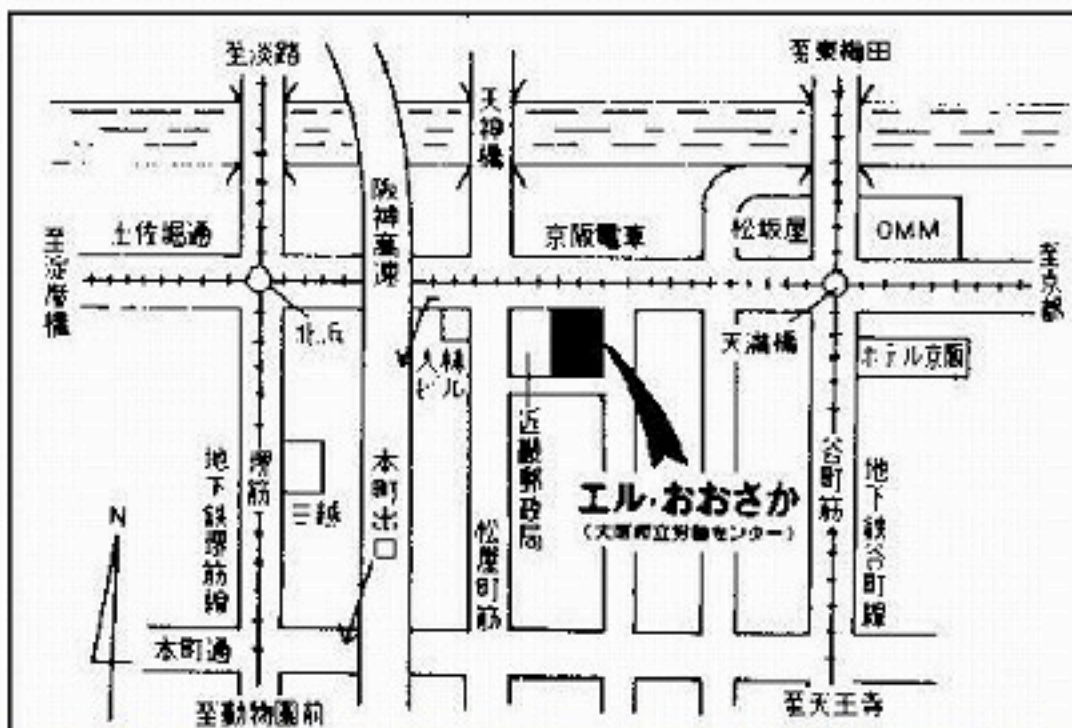 至淡路
至東梅田
天神橋
阪神高速
土佐堀通
京阪電車
松坂屋
OMM
至淀屋橋
至京都
天満橋
ホテル京阪
大林
ビル
近畿郵政局
エル・おおさか
(大阪府立労働センター)
地下鉄堺筋線
堺筋
三越
本町出口
松屋町筋
谷町筋
地下鉄谷町線
N
本町通
至動物園前
至天王寺